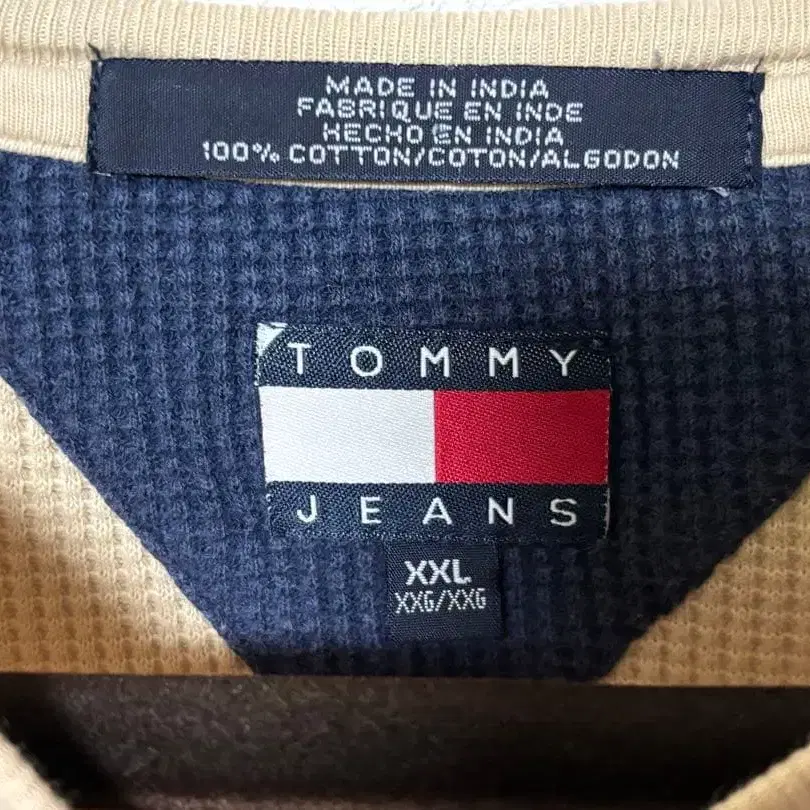 MADE IN INDIA
FABRIQUE EN INDE
HECHO EN INDIA
100% COTTON/COTON/ALGODON
TOMMY
JEANS
XXL
XXG/XXG